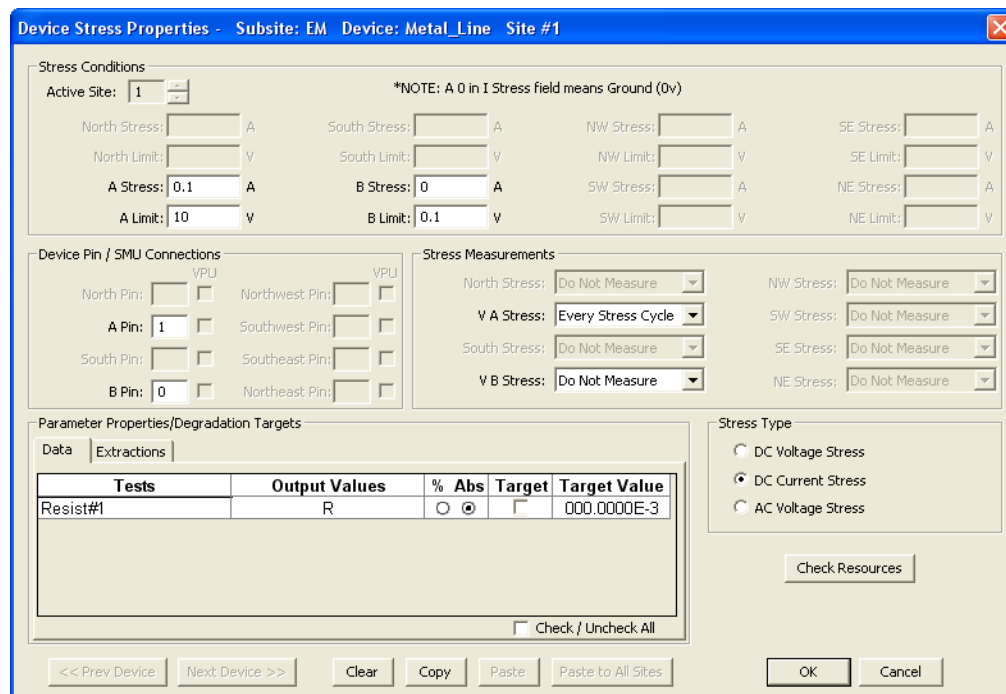 Device Stress Properties - Subsite: EM Device: Metal_Line Site #1
Stress Conditions
Active Site: 1
*NOTE: A 0 in I Stress field means Ground (0v)
North Stress: A South Stress: A NW Stress: A SE Stress: A
North Limit: V South Limit: V NW Limit: V SE Limit: V
A Stress: 0.1 A B Stress: 0 A SW Stress: A NE Stress: A
A Limit: 10 V B Limit: 0.1 V SW Limit: V NE Limit: V
Device Pin / SMU Connections
VPU VPU
North Pin: Northwest Pin:
A Pin: 1 Southwest Pin:
South Pin: Southeast Pin:
B Pin: 0 Northeast Pin:
Stress Measurements
North Stress: Do Not Measure NW Stress: Do Not Measure
V A Stress: Every Stress Cycle SW Stress: Do Not Measure
South Stress: Do Not Measure SE Stress: Do Not Measure
V B Stress: Do Not Measure NE Stress: Do Not Measure
Parameter Properties/Degradation Targets
Data Extractions
Tests Output Values % Abs Target Target Value
Resist#1 R 000.0000E-3
Check / Uncheck All
Stress Type
DC Voltage Stress
DC Current Stress
AC Voltage Stress
Check Resources
<< Prev Device Next Device >> Clear Copy Paste Paste to All Sites OK Cancel